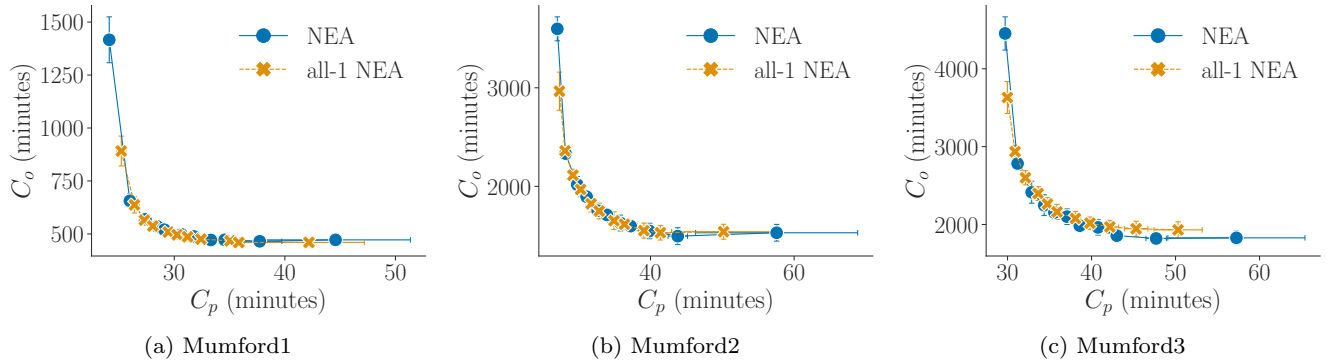 1500
1250
1000
750
500
C_o (minutes)
30
40
50
C_p (minutes)
NEA
all-1 NEA
(a) Mumford1
3000
2000
C_o (minutes)
40
60
C_p (minutes)
NEA
all-1 NEA
(b) Mumford2
4000
3000
2000
C_o (minutes)
30
40
50
60
C_p (minutes)
NEA
all-1 NEA
(c) Mumford3